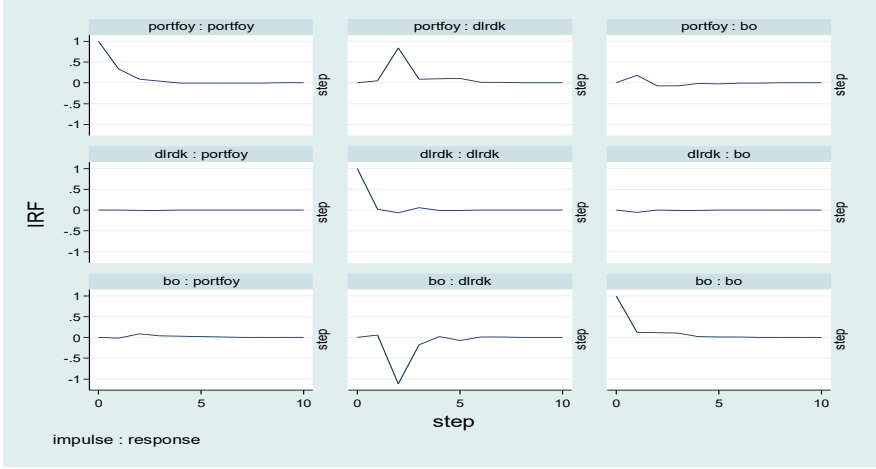 portfoy : portfoy
portfoy : dlrdk
portfoy : bo
1
.5
0
-.5
-1
step
step
step
dlrdk : portfoy
dlrdk : dlrdk
dlrdk : bo
1
.5
0
-.5
-1
step
step
step
IRF
bo : portfoy
bo : dlrdk
bo : bo
1
.5
0
-.5
-1
step
step
step
0 5 10
0 5 10
0 5 10
step
impulse : response